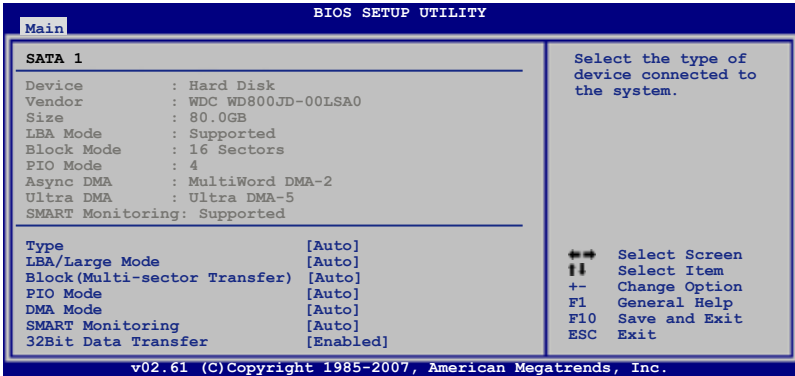 BIOS SETUP UTILITY
Main
SATA 1
Device : Hard Disk
Vendor : WDC WD800JD-00LSA0
Size : 80.0GB
LBA Mode : Supported
Block Mode : 16 Sectors
PIO Mode : 4
Async DMA : MultiWord DMA-2
Ultra DMA : Ultra DMA-5
SMART Monitoring: Supported
Type [Auto]
LBA/Large Mode [Auto]
Block(Multi-sector Transfer) [Auto]
PIO Mode [Auto]
DMA Mode [Auto]
SMART Monitoring [Auto]
32Bit Data Transfer [Enabled]
Select the type of
device connected to
the system.
←→ Select Screen
↑↓ Select Item
+- Change Option
F1 General Help
F10 Save and Exit
ESC Exit
v02.61 (C)Copyright 1985-2007, American Megatrends, Inc.